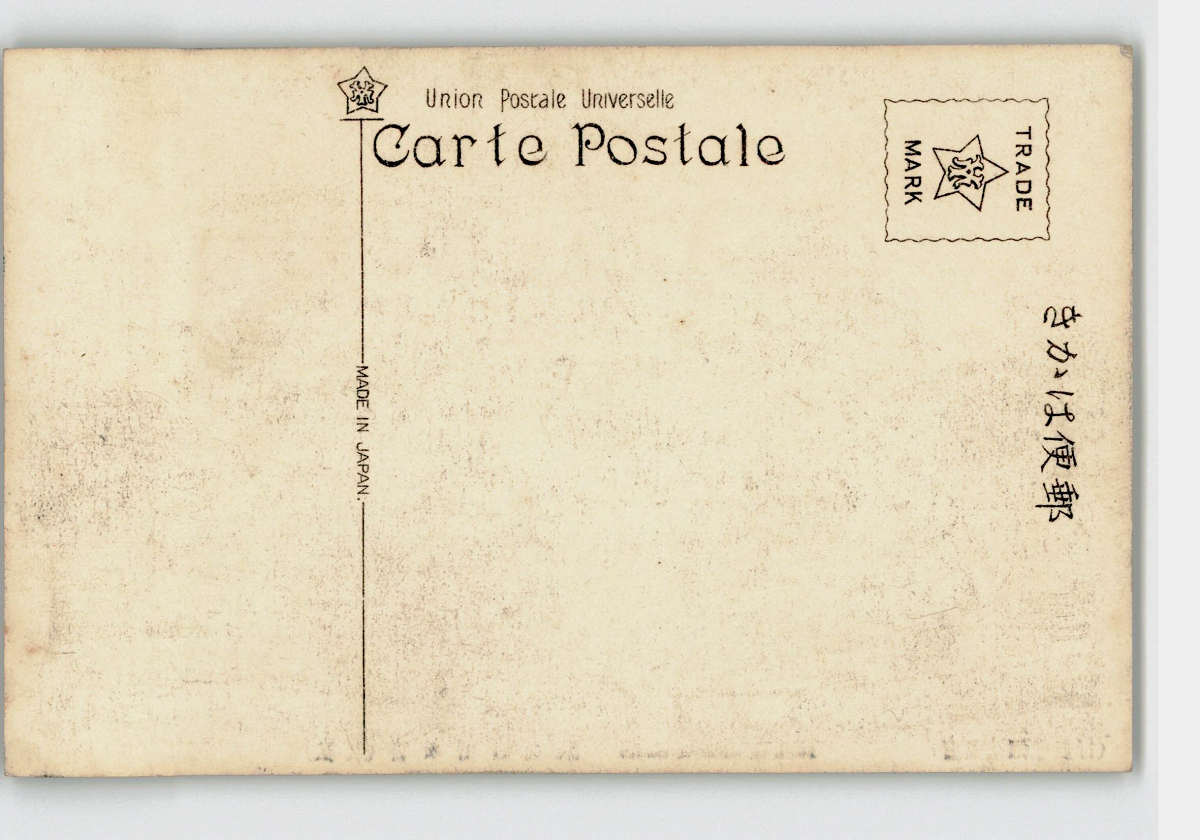 Union Postale Universelle
Carte Postale
TRADE
MARK
きかは便郵
MADE IN JAPAN.